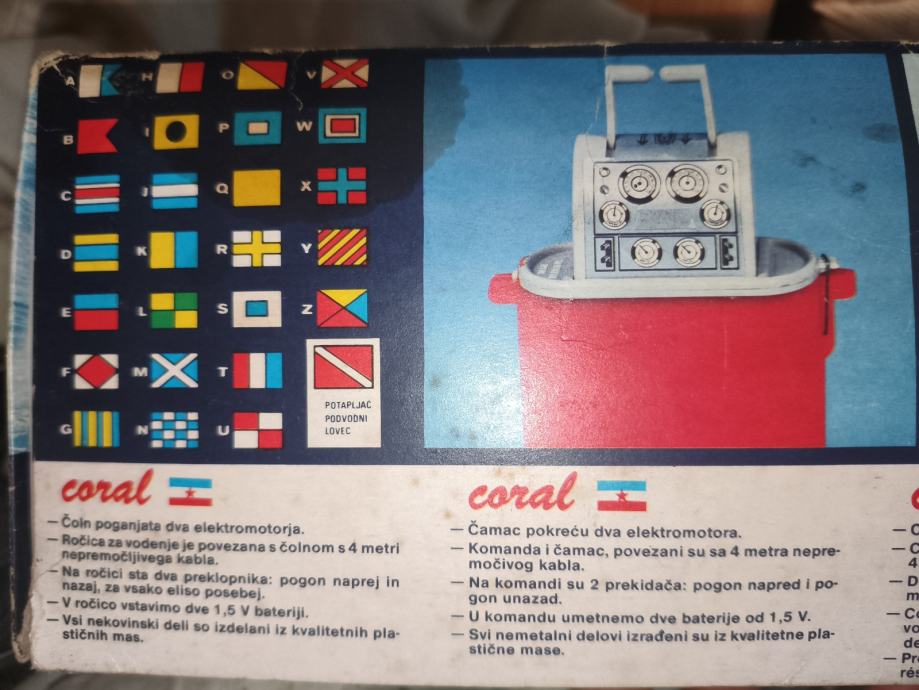 A H O V
B I P W
C J Q X
D K R Y
E L S Z
F M T
G N U
POTAPLJAČ
PODVODNI
LOVEC
coral
— Čoln poganjata dva elektromotorja.
— Ročica za vodenje je povezana s čolnom s 4 metri
nepremočljivega kabla.
— Na ročici sta dva preklopnika: pogon naprej in
nazaj, za vsako eliso posebej.
— V ročico vstavimo dve 1,5 V bateriji.
— Vsi nekovinski deli so izdelani iz kvalitetnih pla-
stičnih mas.
coral
— Čamac pokreću dva elektromotora.
— Komanda i čamac, povezani su sa 4 metra nepre-
močivog kabla.
— Na komandi su 2 prekidača: pogon napred i po-
gon unazad.
— U komandu umetnemo dve baterije od 1,5 V.
— Svi nemetalni delovi izrađeni su iz kvalitetne pla-
stične mase.